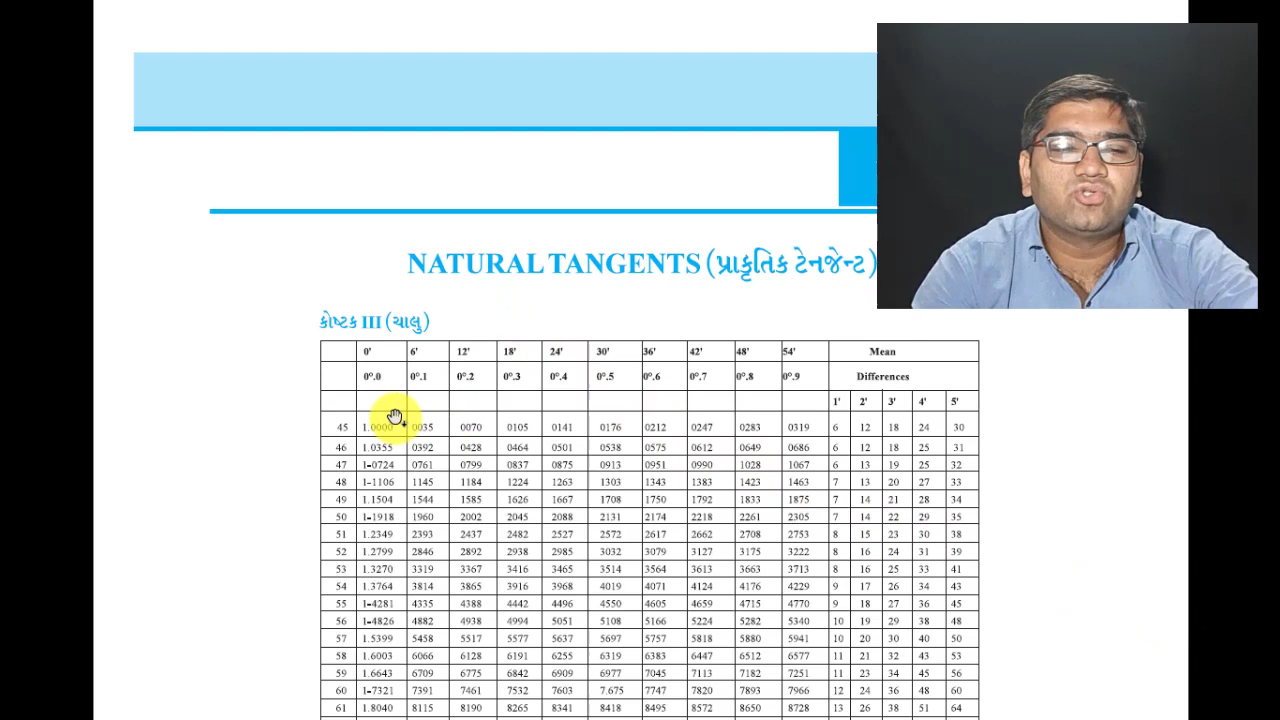 NATURAL TANGENTS (પ્રાકૃતિક ટેનજેન્ટ)
કોષ્ટક III (ચાલુ)
0' 6' 12' 18' 24' 30' 36' 42' 48' 54' Mean
0°.0 0°.1 0°.2 0°.3 0°.4 0°.5 0°.6 0°.7 0°.8 0°.9 Differences
1' 2' 3' 4' 5'
45 1.0000 0035 0070 0105 0141 0176 0212 0247 0283 0319 6 12 18 24 30
46 1.0355 0392 0428 0464 0501 0538 0575 0612 0649 0686 6 12 18 25 31
47 1-0724 0761 0799 0837 0875 0913 0951 0990 1028 1067 6 13 19 25 32
48 1-1106 1145 1184 1224 1263 1303 1343 1383 1423 1463 7 13 20 27 33
49 1.1504 1544 1585 1626 1667 1708 1750 1792 1833 1875 7 14 21 28 34
50 1-1918 1960 2002 2045 2088 2131 2174 2218 2261 2305 7 14 22 29 35
51 1.2349 2393 2437 2482 2527 2572 2617 2662 2708 2753 8 15 23 30 38
52 1.2799 2846 2892 2938 2985 3032 3079 3127 3175 3222 8 16 24 31 39
53 1.3270 3319 3367 3416 3465 3514 3564 3613 3663 3713 8 16 25 33 41
54 1.3764 3814 3865 3916 3968 4019 4071 4124 4176 4229 9 17 26 34 43
55 1-4281 4335 4388 4442 4496 4550 4605 4659 4715 4770 9 18 27 36 45
56 1-4826 4882 4938 4994 5051 5108 5166 5224 5282 5340 10 19 29 38 48
57 1.5399 5458 5517 5577 5637 5697 5757 5818 5880 5941 10 20 30 40 50
58 1.6003 6066 6128 6191 6255 6319 6383 6447 6512 6577 11 21 32 43 53
59 1.6643 6709 6775 6842 6909 6977 7045 7113 7182 7251 11 23 34 45 56
60 1-7321 7391 7461 7532 7603 7.675 7747 7820 7893 7966 12 24 36 48 60
61 1.8040 8115 8190 8265 8341 8418 8495 8572 8650 8728 13 26 38 51 64